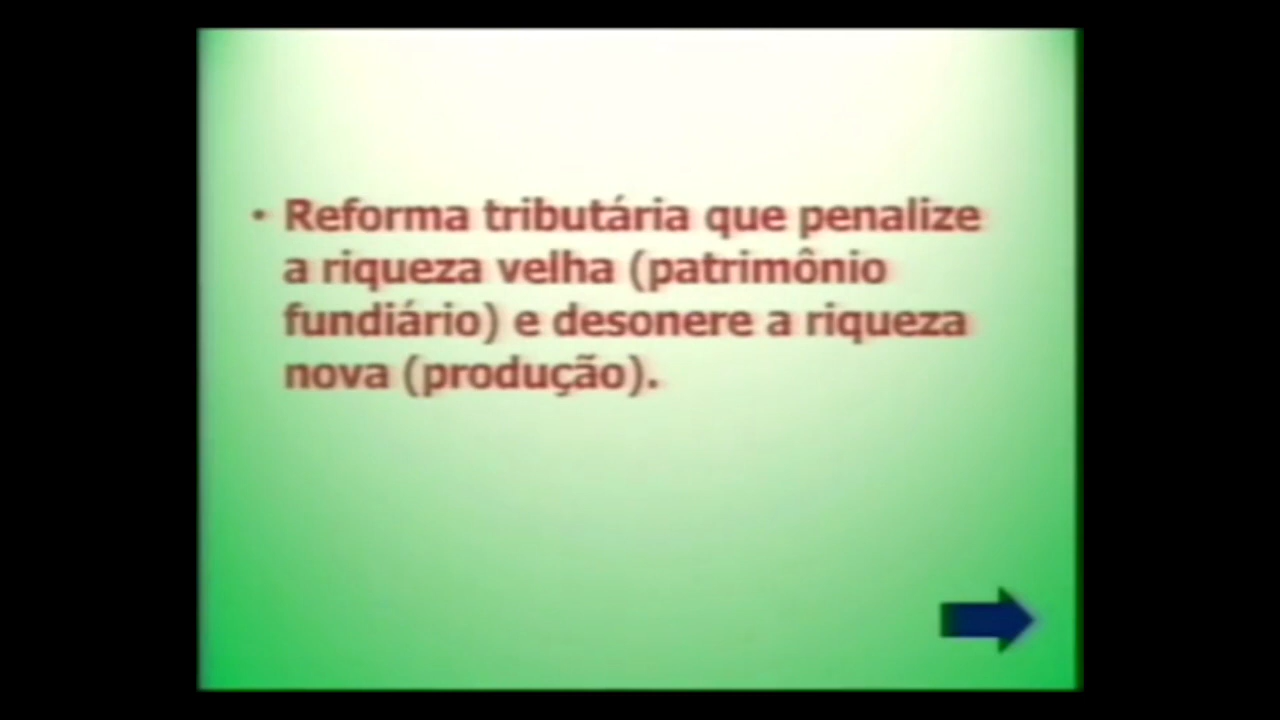 • Reforma tributária que penalize
a riqueza velha (patrimônio
fundiário) e desonere a riqueza
nova (produção).